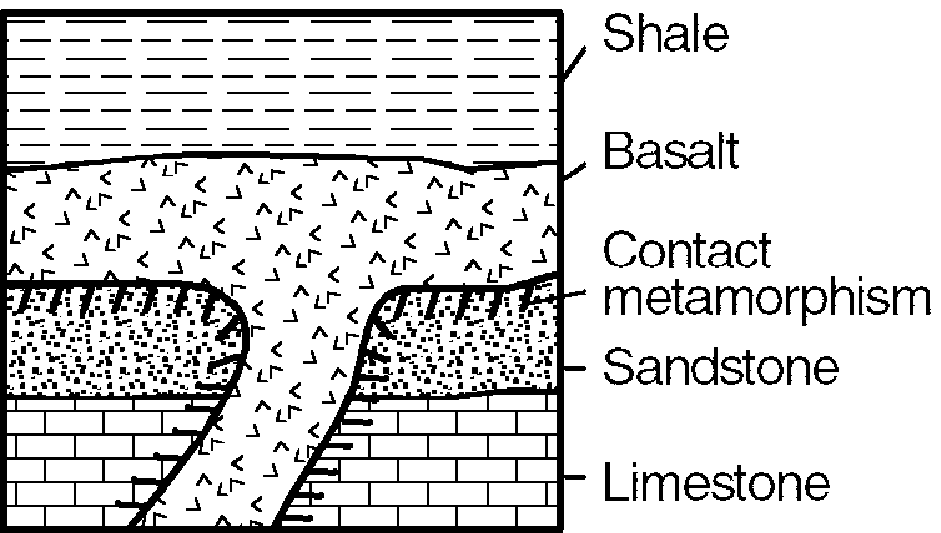 Shale
Basalt
Contact
metamorphism
Sandstone
Limestone